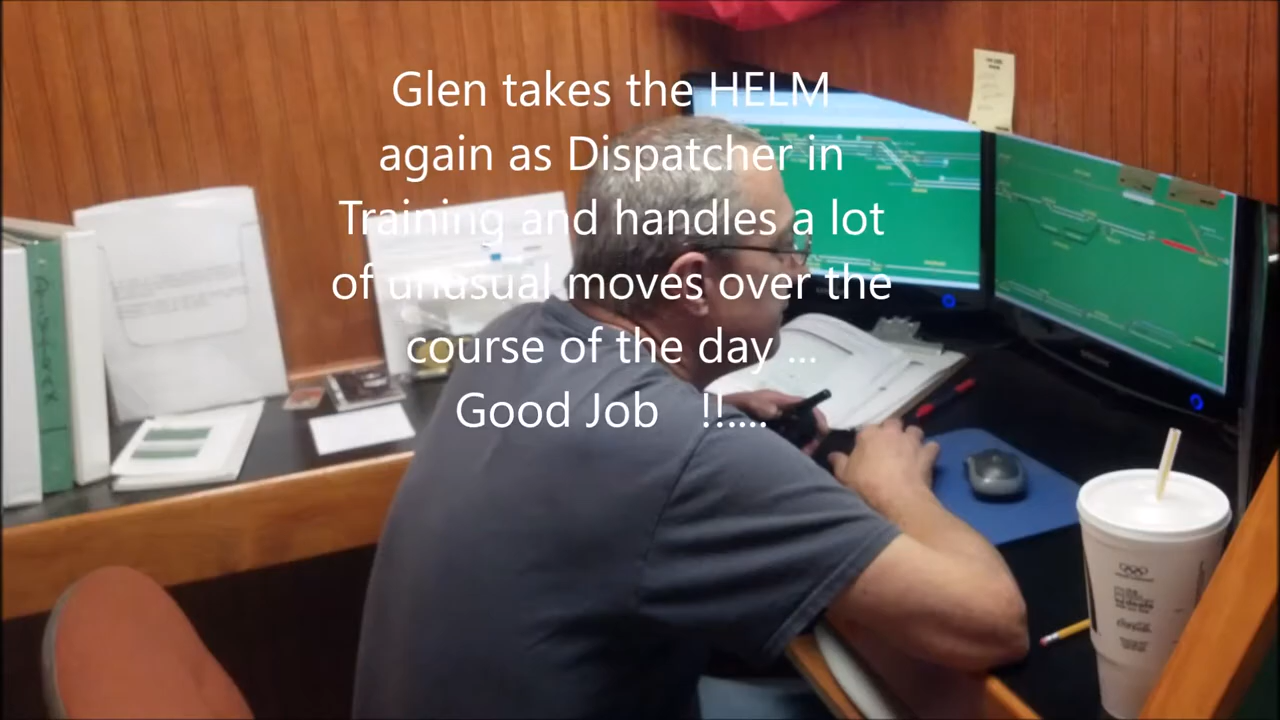 Glen takes the HELM
again as Dispatcher in
Training and handles a lot
of unusual moves over the
course of the day ...
Good Job !!.....